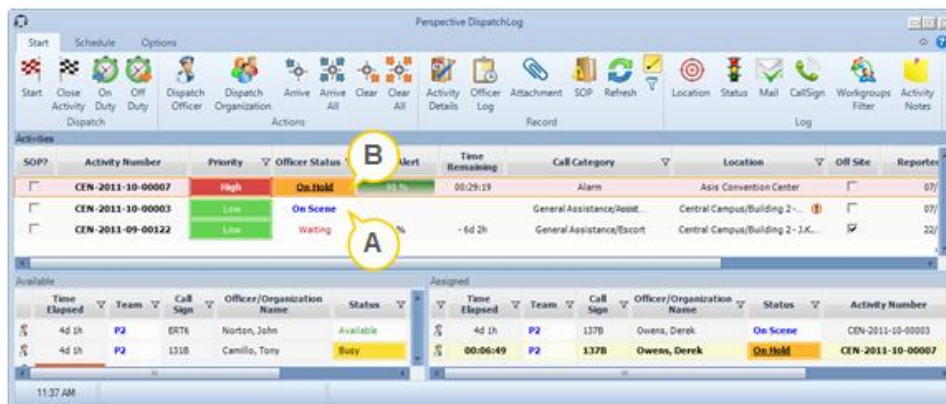 Perspective DispatchLog
Start Schedule Options
Start Close Activity On Duty Off Duty Dispatch Officer Dispatch Organization Arrive Arrive All Clear Clear All Activity Details Officer Log Attachment SOP Refresh Location Status Mail CallSign Workgroups Filter Activity Notes
Dispatch Actions Record Log
Activities
SOP? Activity Number Priority Officer Status B Alert Time Remaining Call Category Location Off Site Reported
CEN-2011-10-00007 High On Hold 00:29:19 Alarm Asis Convention Center 07/
CEN-2011-10-00003 Low On Scene General Assistance/Assist... Central Campus/Building 2 -... 07/
CEN-2011-09-00122 Low Waiting A % - 6d 2h General Assistance/Escort Central Campus/Building 2 - J.K... 22/
Available Assigned
Time Elapsed Team Call Sign Officer/Organization Name Status Time Elapsed Team Call Sign Officer/Organization Name Status Activity Number
4d 1h P2 ERT6 Norton, John Available 4d 1h P2 137B Owens, Derek On Scene CEN-2011-10-00003
4d 1h P2 131B Camillo, Tony Busy 00:06:49 P2 137B Owens, Derek On Hold CEN-2011-10-00007
11:37 AM